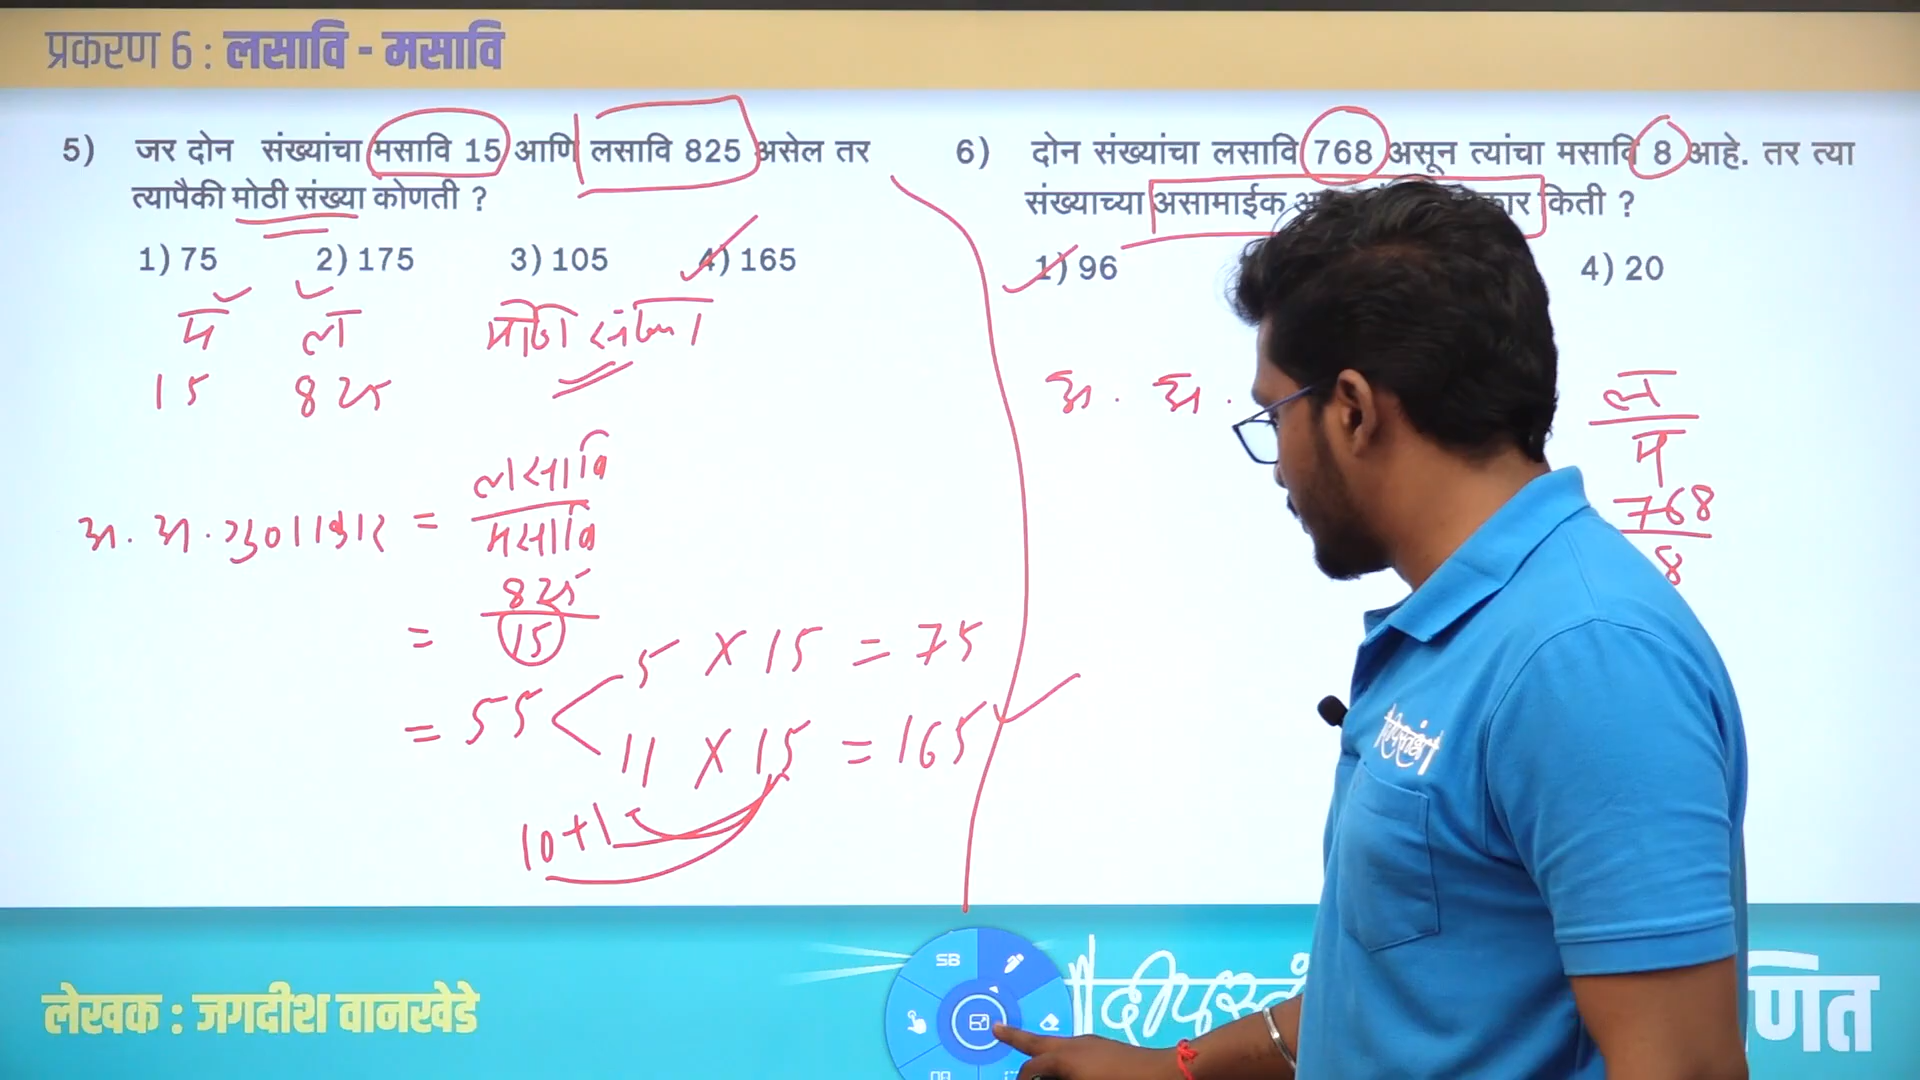 प्रकरण 6 : लसावि - मसावि
5) जर दोन संख्यांचा मसावि 15 आणि लसावि 825 असेल तर
त्यापैकी मोठी संख्या कोणती ?
1) 75 2) 175 3) 105 4) 165
म ल मोठी संख्या
15 825
अ. अ. गुणाकार = लसावि
मसावि
= 825
15
= 55
5 X 15 = 75
11 X 15 = 165
10+1
6) दोन संख्यांचा लसावि 768 असून त्यांचा मसावि 8 आहे. तर त्या
संख्याच्या असामाईक किती ?
1) 96 4) 20
अ. अ. ल
म
768
8
SB
लेखक : जगदीश वानखेडे